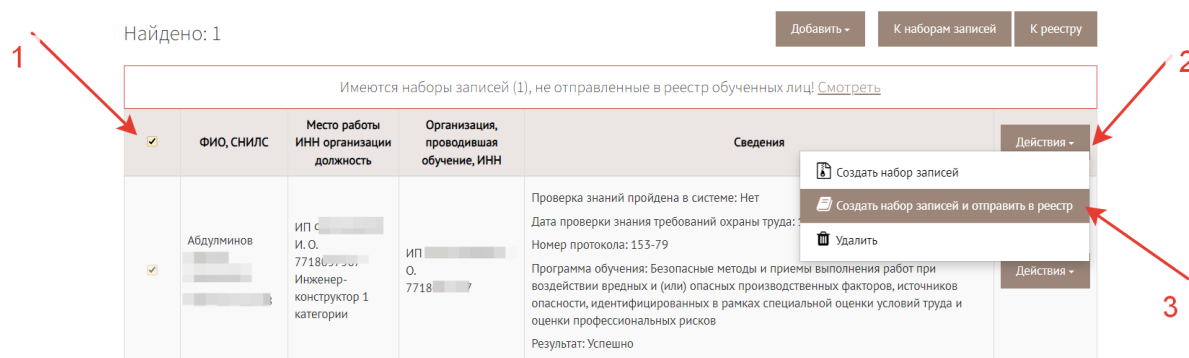 1
Найдено: 1
Добавить
К наборам записей
К реестру
2
Имеются наборы записей (1), не отправленные в реестр обученных лиц! Смотреть
ФИО, СНИЛС
Место работы
ИНН организации
должность
Организация,
проводившая
обучение, ИНН
Сведения
Действия
Создать набор записей
Создать набор записей и отправить в реестр
Удалить
Абдулминов
ИП
И. О.
Инженер-
конструктор 1
категории
ИП
О.
7718
Проверка знаний пройдена в системе: Нет
Дата проверки знания требований охраны труда:
Номер протокола: 153-79
Программа обучения: Безопасные методы и приемы выполнения работ при
воздействии вредных и (или) опасных производственных факторов, источников
опасности, идентифицированных в рамках специальной оценки условий труда и
оценки профессиональных рисков
Результат: Успешно
Действия
3